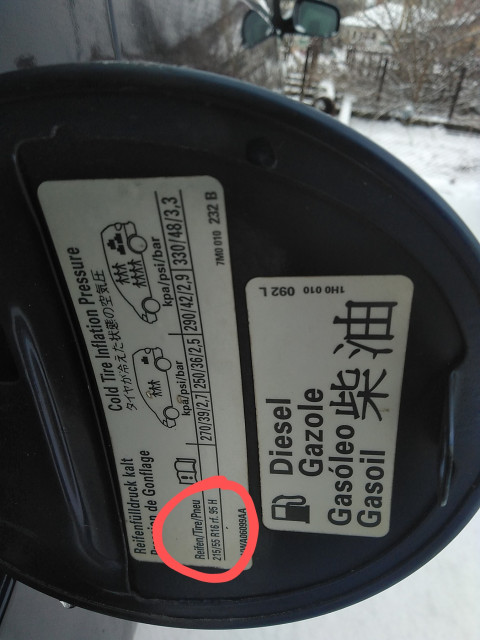 Reifenfülldruck kalt
Pression de Gonflage
Cold Tire Inflation Pressure
タイヤが冷えた状態の空気圧
Reifen/Tire/Pneu
kpa/psi/bar
kpa/psi/bar
215/55 R16 rf. 95 H
270/39/2,7
250/36/2,5
290/42/2,9
330/48/3,3
7M0 010 232 B
Diesel
Gazole
Gasóleo
Gasoil
柴油
1H0 010 092 L